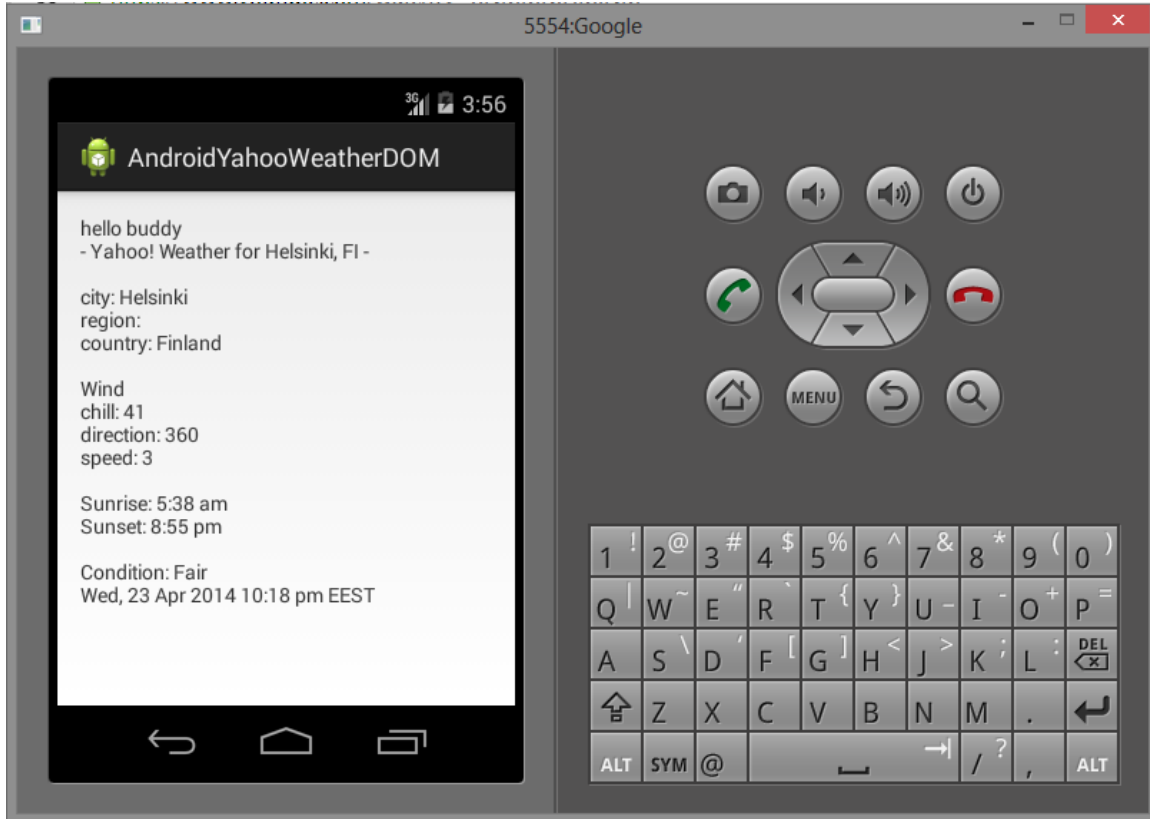 5554:Google
3G 3:56
AndroidYahooWeatherDOM
hello buddy
- Yahoo! Weather for Helsinki, FI -
city: Helsinki
region:
country: Finland
Wind
chill: 41
direction: 360
speed: 3
Sunrise: 5:38 am
Sunset: 8:55 pm
Condition: Fair
Wed, 23 Apr 2014 10:18 pm EEST
MENU
1 ! 2 @ 3 # 4 $ 5 % 6 ^ 7 & 8 * 9 ( 0 )
Q | W ~ E " R ` T { Y } U _ I - O + P =
A S \ D ' F [ G ] H < J > K ; L : DEL
Z X C V B N M .
ALT SYM @ / ? , ALT